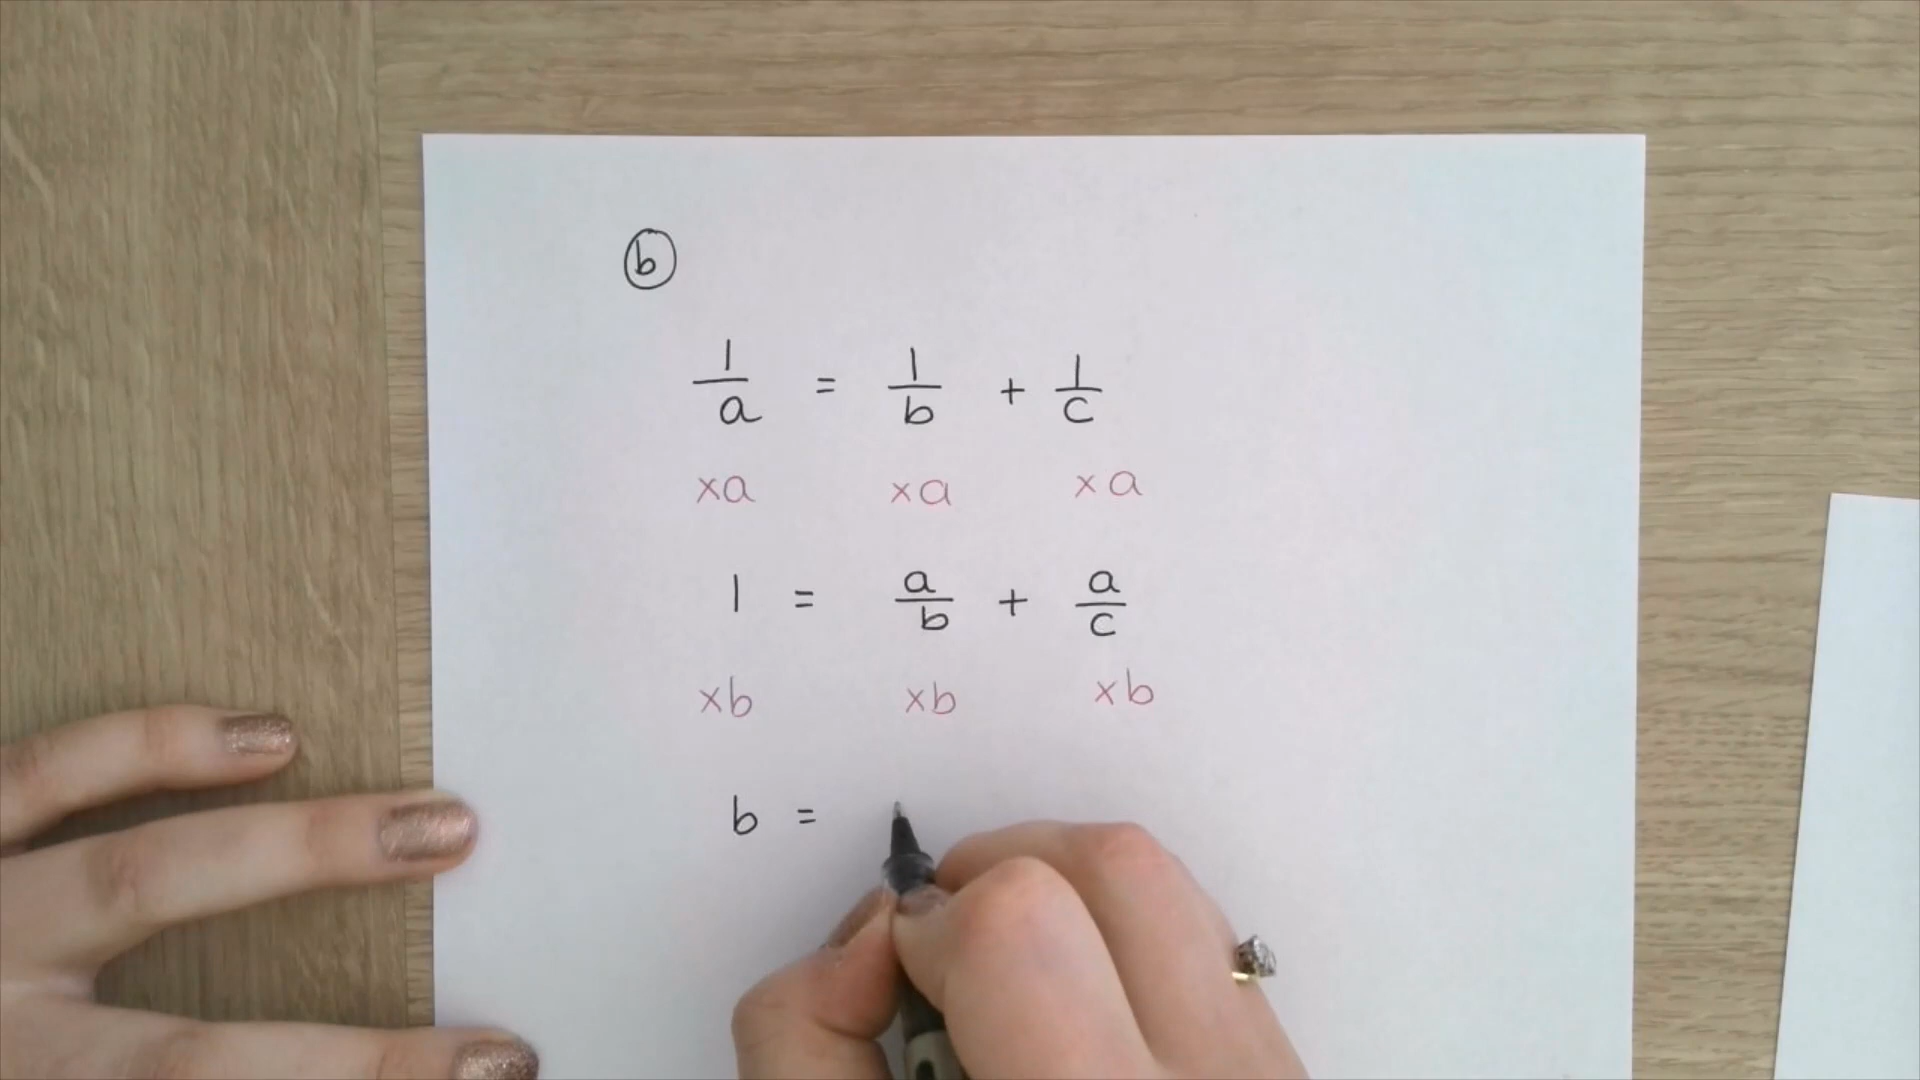 b
1/a = 1/b + 1/c
×a ×a ×a
1 = a/b + a/c
×b ×b ×b
b =